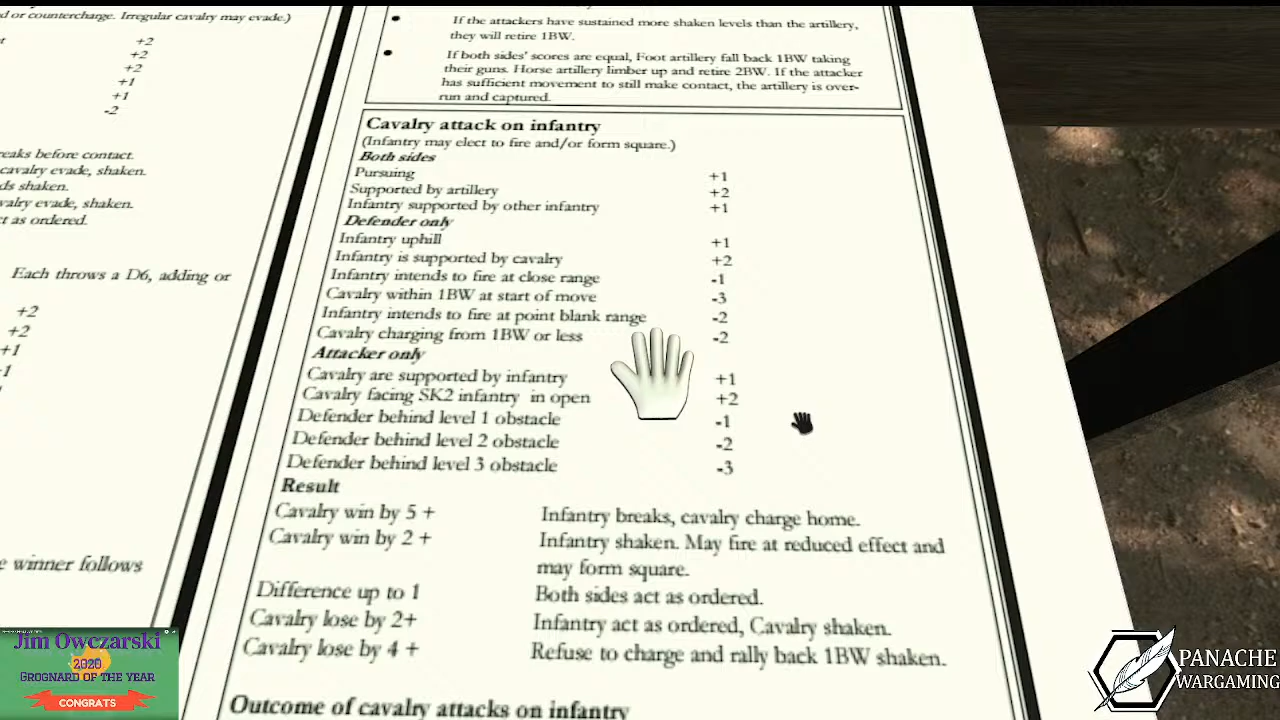 d or countercharge. Irregular cavalry may evade.)
+2
+2
+2
+1
+1
-2
eaks before contact.
cavalry evade, shaken.
ds shaken.
valry evade, shaken.
t as ordered.
Each throws a D6, adding or
+2
+2
+1
e winner follows
If the attackers have sustained more shaken levels than the artillery,
they will retire 1BW.
If both sides' scores are equal, Foot artillery fall back 1BW taking
their guns. Horse artillery limber up and retire 2BW. If the attacker
has sufficient movement to still make contact, the artillery is over-
run and captured.
Cavalry attack on infantry
(Infantry may elect to fire and/or form square.)
Both sides
Pursuing +1
Supported by artillery +2
Infantry supported by other infantry +1
Defender only
Infantry uphill +1
Infantry is supported by cavalry +2
Infantry intends to fire at close range -1
Cavalry within 1BW at start of move -3
Infantry intends to fire at point blank range -2
Cavalry charging from 1BW or less -2
Attacker only
Cavalry are supported by infantry +1
Cavalry facing SK2 infantry in open +2
Defender behind level 1 obstacle -1
Defender behind level 2 obstacle -2
Defender behind level 3 obstacle -3
Result
Cavalry win by 5 + Infantry breaks, cavalry charge home.
Cavalry win by 2 + Infantry shaken. May fire at reduced effect and
may form square.
Difference up to 1 Both sides act as ordered.
Cavalry lose by 2+ Infantry act as ordered, Cavalry shaken.
Cavalry lose by 4 + Refuse to charge and rally back 1BW shaken.
Outcome of cavalry attacks on infantry
Jim Owczarski
2020
GROGNARD OF THE YEAR
CONGRATS
PANACHE
WARGAMING